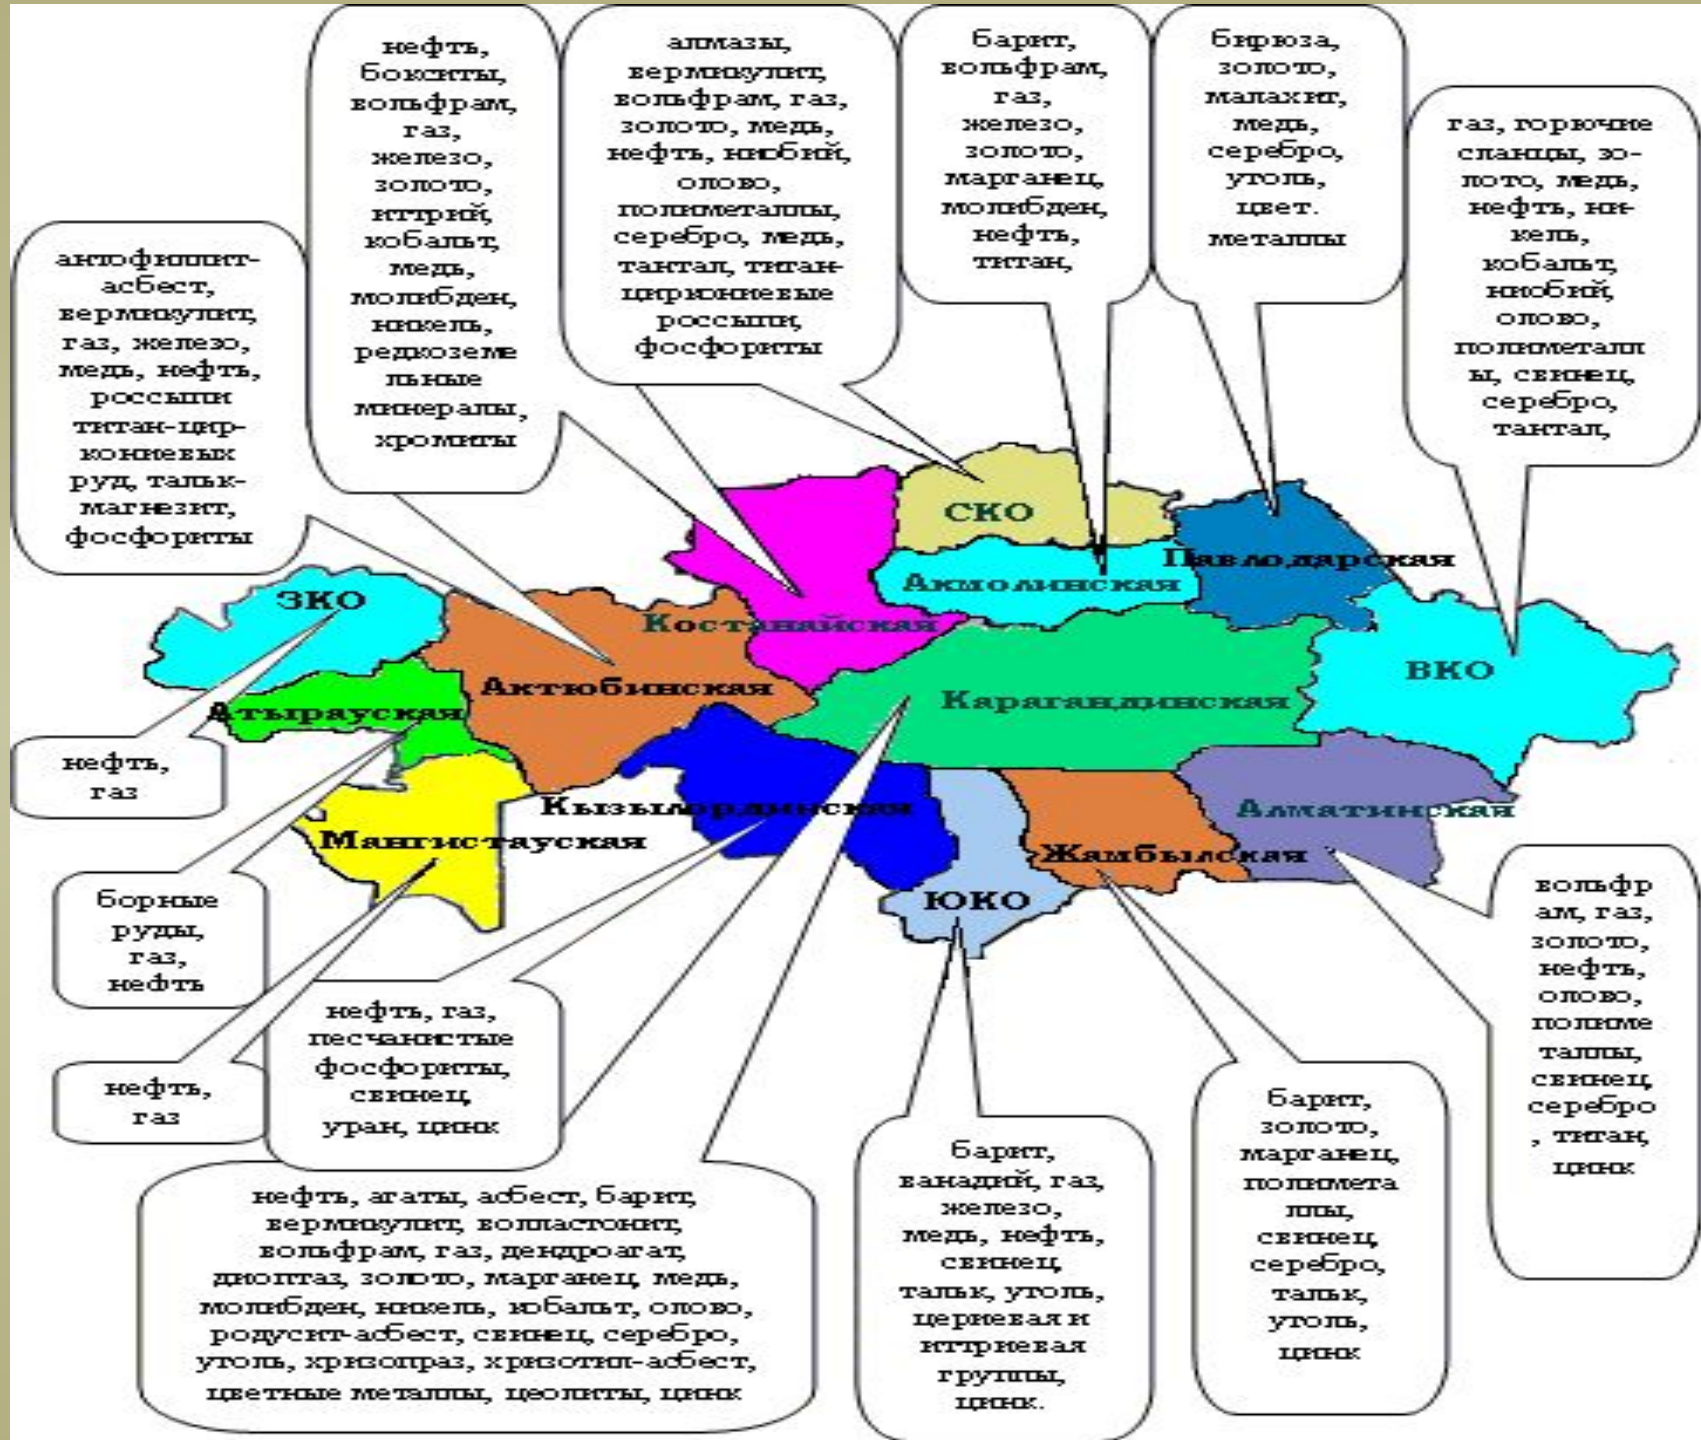 нефть,
бокситы,
вольфрам,
газ,
железо,
золото,
иттрий,
кобальт,
медь,
молибден,
никель,
редкоземе
льные
минералы,
хромиты
алмазы,
вермикулит,
вольфрам, газ,
золото, медь,
нефть, ниобий,
олово,
полиметаллы,
серебро, медь,
тантал, титан-
циркониевые
россыпи,
фосфориты
барит,
вольфрам,
газ,
железо,
золото,
марганец,
молибден,
нефть,
титан,
бирюза,
золото,
малахит,
медь,
серебро,
уголь,
цвет.
металлы
газ, горючие
сланцы, зо-
лото, медь,
нефть, ни-
кель,
кобальт,
ниобий,
олово,
полиметалл
ы, свинец,
серебро,
тантал,
антофиллит-
асбест,
вермикулит,
газ, железо,
медь, нефть,
россыпи
титан-цир-
кониевых
руд, тальк-
магнезит,
фосфориты
СКО
Павлодарская
Акмолинская
ЗКО
Костанайская
ВКО
Актюбинская
Карагандинская
Атырауская
Кызылординская
Алматинская
Мангистауская
Жамбылская
ЮКО
нефть,
газ
борные
руды,
газ,
нефть
нефть,
газ
нефть, газ,
песчанистые
фосфориты,
свинец,
уран, цинк
нефть, агаты, асбест, барит,
вермикулит, волластонит,
вольфрам, газ, дендроагат,
диоптаз, золото, марганец, медь,
молибден, никель, кобальт, олово,
родусит-асбест, свинец, серебро,
уголь, хризопраз, хризотил-асбест,
цветные металлы, цеолиты, цинк
барит,
ванадий, газ,
железо,
медь, нефть,
свинец,
тальк, уголь,
цериевая и
иттриевая
группы,
цинк.
барит,
золото,
марганец,
полимета
ллы,
свинец,
серебро,
тальк,
уголь,
цинк
вольфр
ам, газ,
золото,
нефть,
олово,
полиме
таллы,
свинец,
серебро
, титан,
цинк